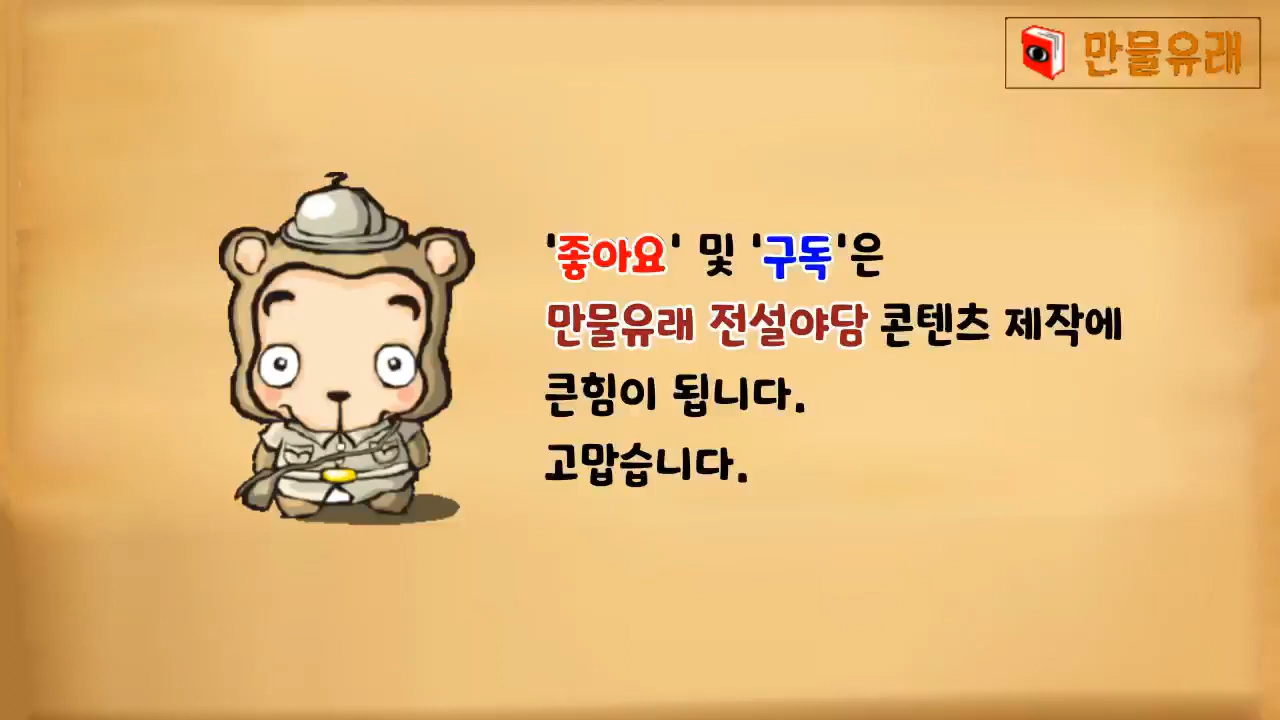 만물유래
'좋아요' 및 '구독'은
만물유래 전설야담 콘텐츠 제작에
큰힘이 됩니다.
고맙습니다.